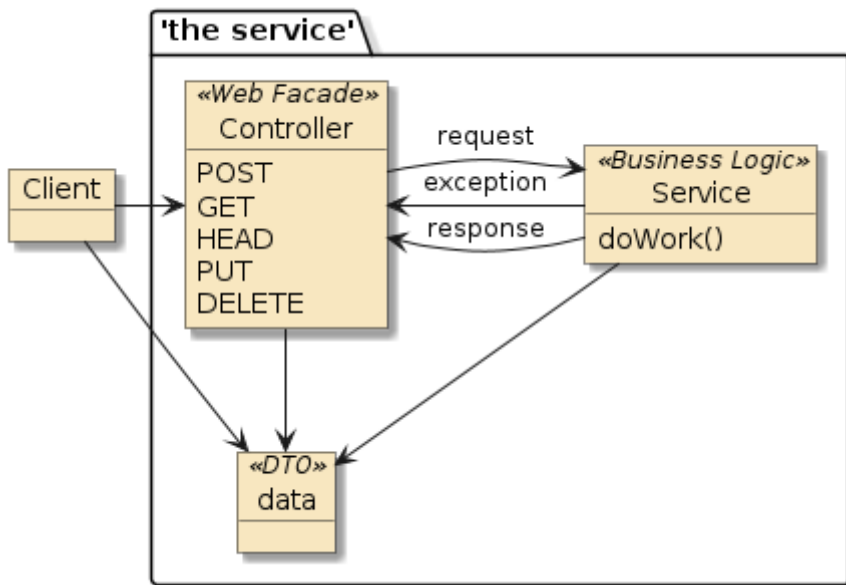 'the service'
«Web Facade»
Controller
POST
GET
HEAD
PUT
DELETE
request
exception
response
«Business Logic»
Service
doWork()
Client
«DTO»
data